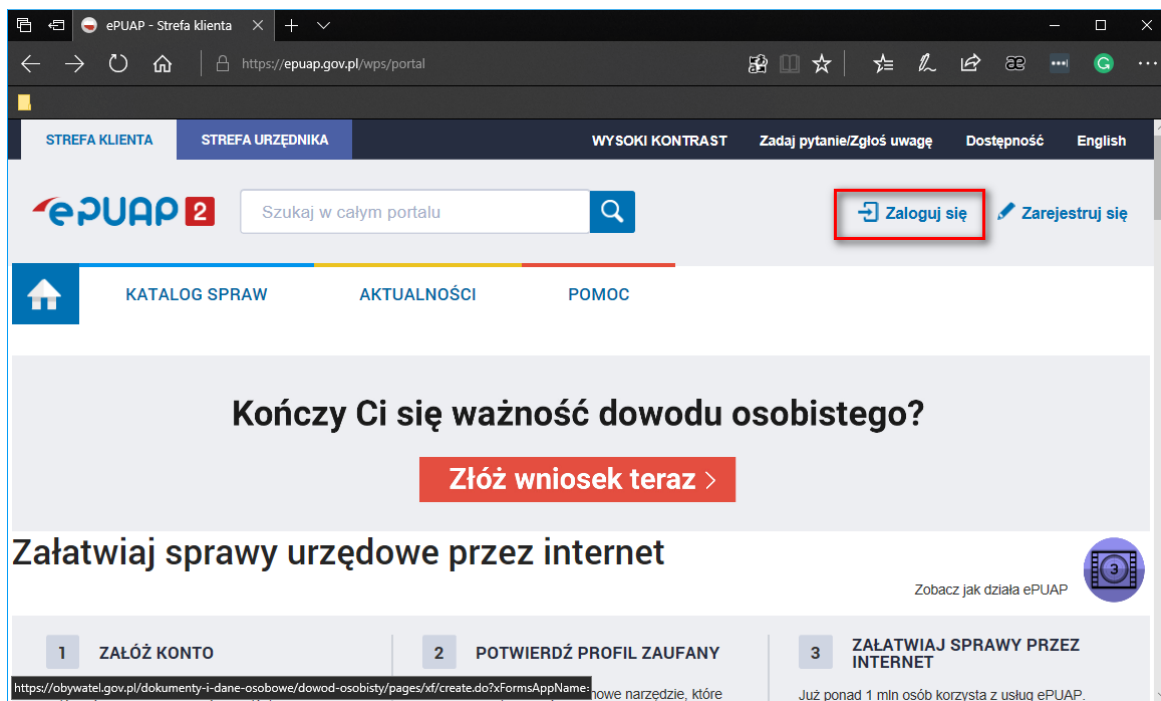 ePUAP - Strefa klienta
https://epuap.gov.pl/wps/portal
STREFA KLIENTA STREFA URZĘDNIKA WYSOKI KONTRAST Zadaj pytanie/Zgłoś uwagę Dostępność English
ePUAP 2 Szukaj w całym portalu Zaloguj się Zarejestruj się
KATALOG SPRAW AKTUALNOŚCI POMOC
Kończy Ci się ważność dowodu osobistego?
Złóż wniosek teraz >
Załatwiaj sprawy urzędowe przez internet
3
Zobacz jak działa ePUAP
1 ZAŁÓŻ KONTO 2 POTWIERDŹ PROFIL ZAUFANY 3 ZAŁATWIAJ SPRAWY PRZEZ
INTERNET
https://obywatel.gov.pl/dokumenty-i-dane-osobowe/dowod-osobisty/pages/xf/create.do?xFormsAppName: nowe narzędzie, które Już ponad 1 mln osób korzysta z usług ePUAP.